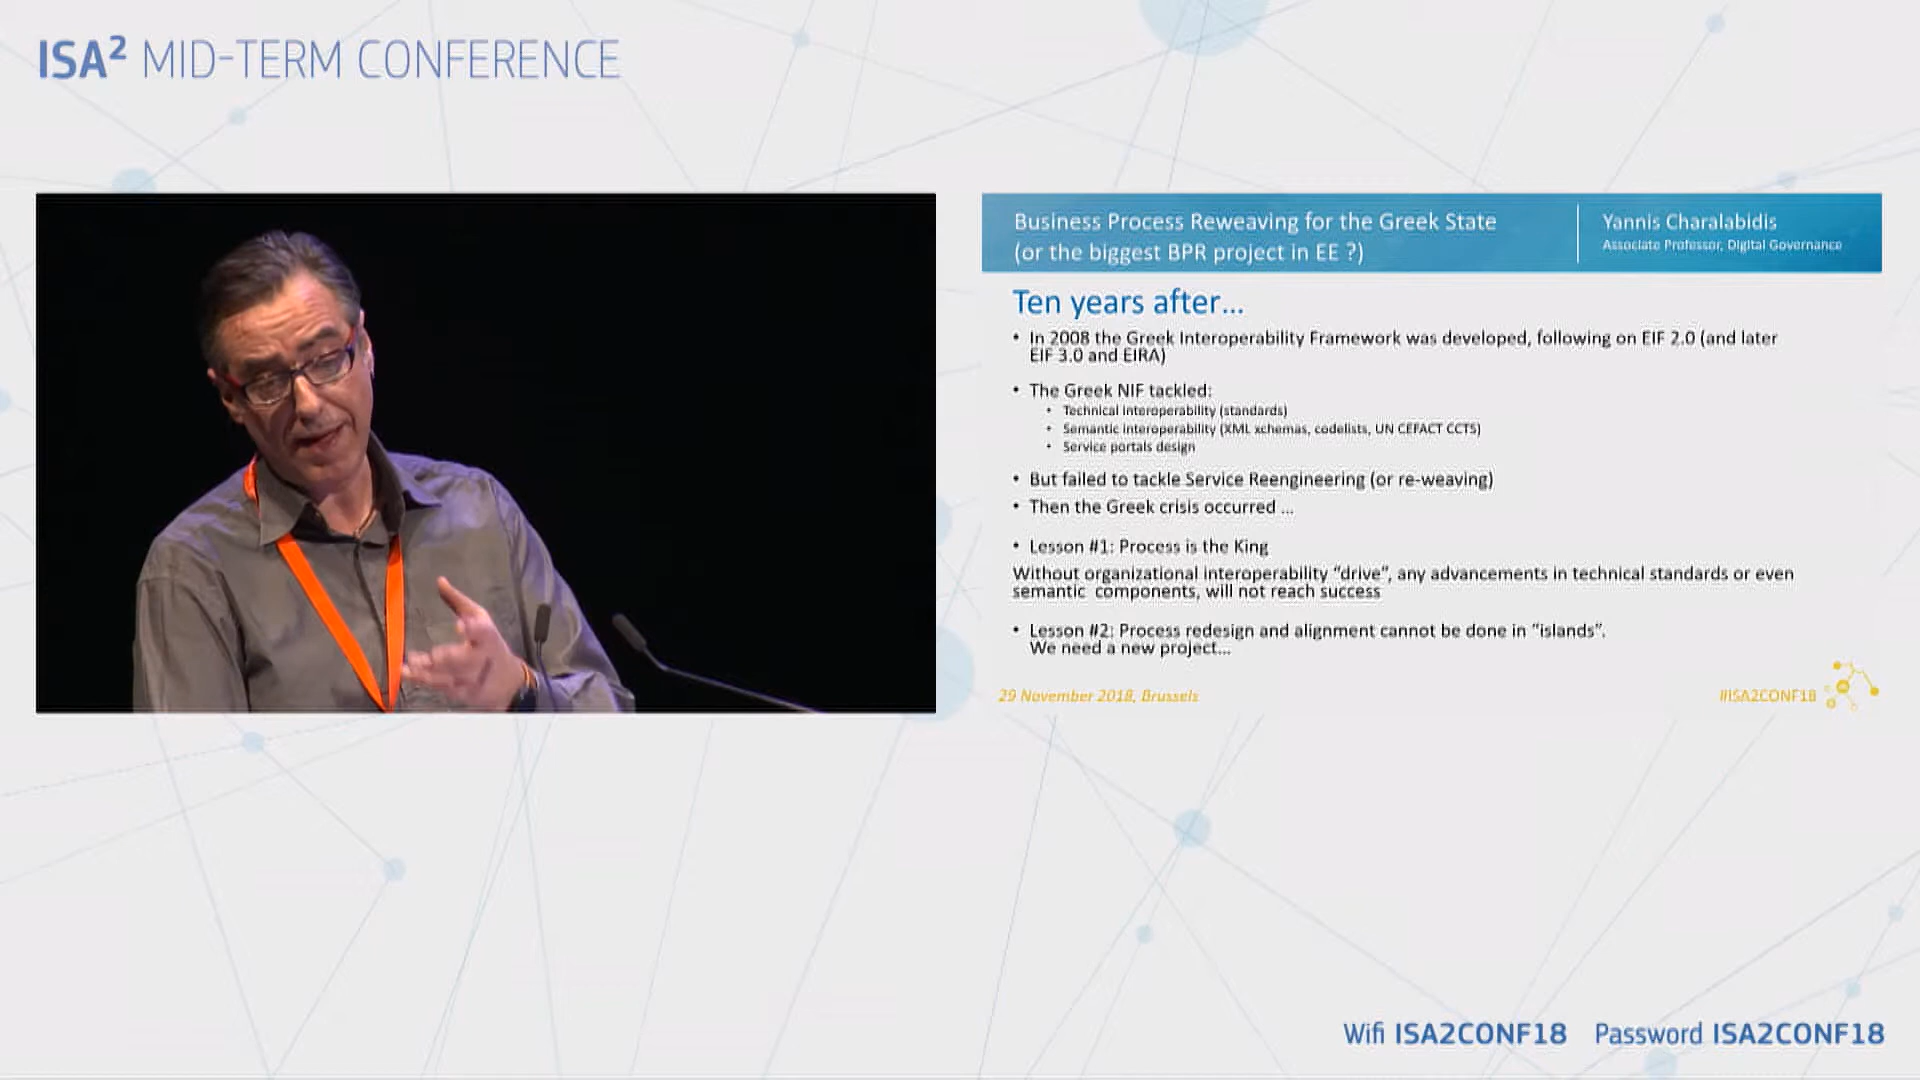 ISA² MID-TERM CONFERENCE
Business Process Reweaving for the Greek State
(or the biggest BPR project in EE ?)
Yannis Charalabidis
Associate Professor, Digital Governance
Ten years after...
• In 2008 the Greek Interoperability Framework was developed, following on EIF 2.0 (and later
EIF 3.0 and EIRA)
• The Greek NIF tackled:
• Technical Interoperability (standards)
• Semantic Interoperability (XML xchemas, codelists, UN CEFACT CCTS)
• Service portals design
• But failed to tackle Service Reengineering (or re-weaving)
• Then the Greek crisis occurred ...
• Lesson #1: Process is the King
Without organizational interoperability “drive”, any advancements in technical standards or even
semantic components, will not reach success
• Lesson #2: Process redesign and alignment cannot be done in “islands”.
We need a new project...
29 November 2018, Brussels
#ISA2CONF18
Wifi ISA2CONF18 Password ISA2CONF18